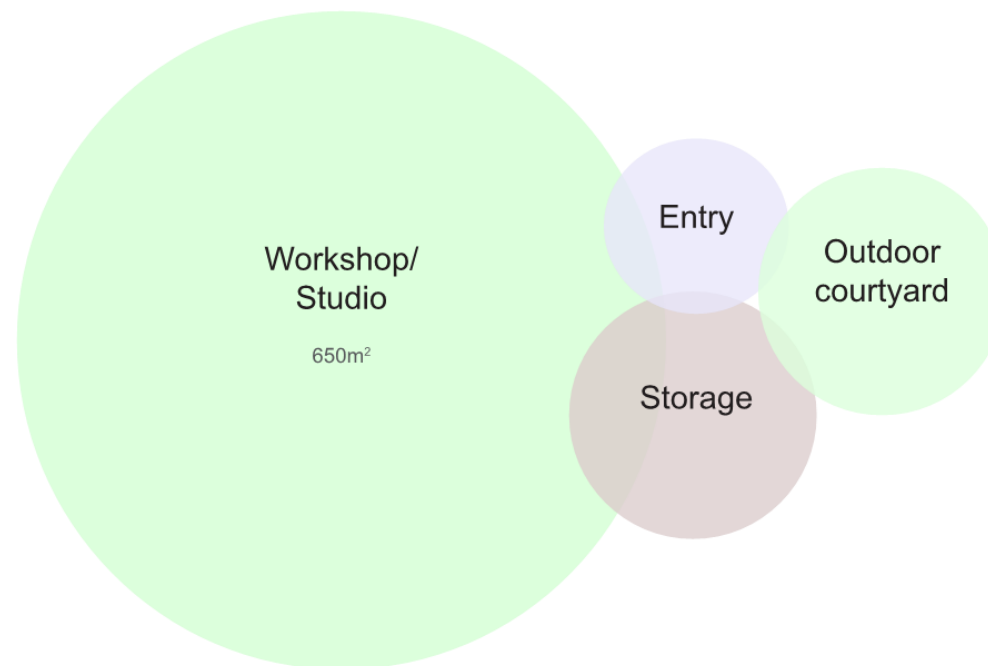 Workshop/
Studio
650m²
Entry
Outdoor
courtyard
Storage